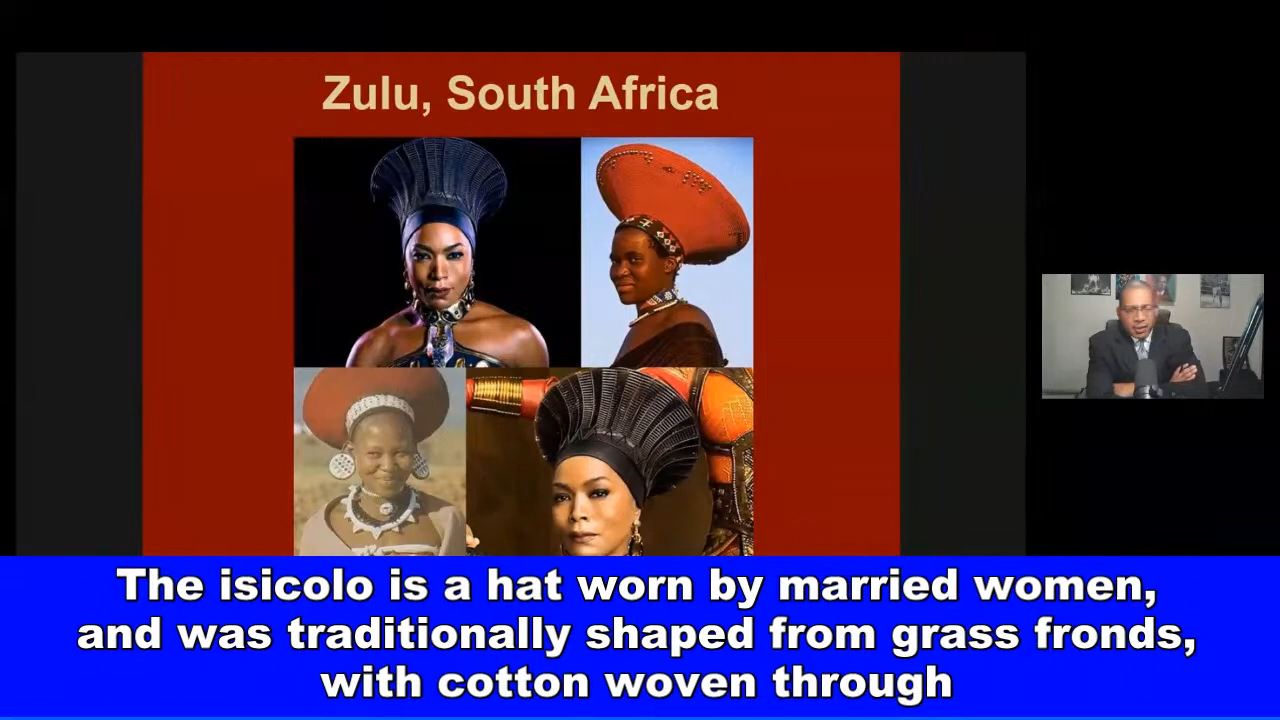 Zulu, South Africa
The isicolo is a hat worn by married women,
and was traditionally shaped from grass fronds,
with cotton woven through